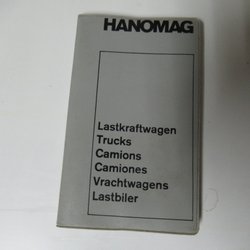 HANOMAG
Lastkraftwagen
Trucks
Camions
Camiones
Vrachtwagens
Lastbiler